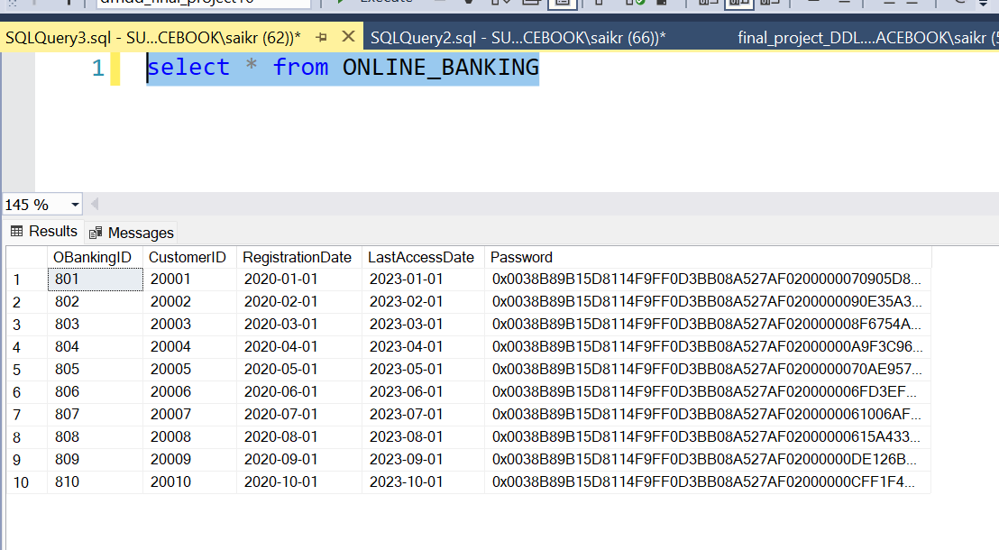 SQLQuery3.sql - SU...CEBOOK\saikr (62))* SQLQuery2.sql - SU...CEBOOK\saikr (66))* final_project_DDL....ACEBOOK\saikr
1 select * from ONLINE_BANKING
145 %
Results Messages
OBankingID CustomerID RegistrationDate LastAccessDate Password
1 801 20001 2020-01-01 2023-01-01 0x0038B89B15D8114F9FF0D3BB08A527AF0200000070905D8...
2 802 20002 2020-02-01 2023-02-01 0x0038B89B15D8114F9FF0D3BB08A527AF0200000090E35A3...
3 803 20003 2020-03-01 2023-03-01 0x0038B89B15D8114F9FF0D3BB08A527AF020000008F6754A...
4 804 20004 2020-04-01 2023-04-01 0x0038B89B15D8114F9FF0D3BB08A527AF02000000A9F3C96...
5 805 20005 2020-05-01 2023-05-01 0x0038B89B15D8114F9FF0D3BB08A527AF0200000070AE957...
6 806 20006 2020-06-01 2023-06-01 0x0038B89B15D8114F9FF0D3BB08A527AF020000006FD3EF...
7 807 20007 2020-07-01 2023-07-01 0x0038B89B15D8114F9FF0D3BB08A527AF0200000061006AF...
8 808 20008 2020-08-01 2023-08-01 0x0038B89B15D8114F9FF0D3BB08A527AF02000000615A433...
9 809 20009 2020-09-01 2023-09-01 0x0038B89B15D8114F9FF0D3BB08A527AF02000000DE126B...
10 810 20010 2020-10-01 2023-10-01 0x0038B89B15D8114F9FF0D3BB08A527AF02000000CFF1F4...